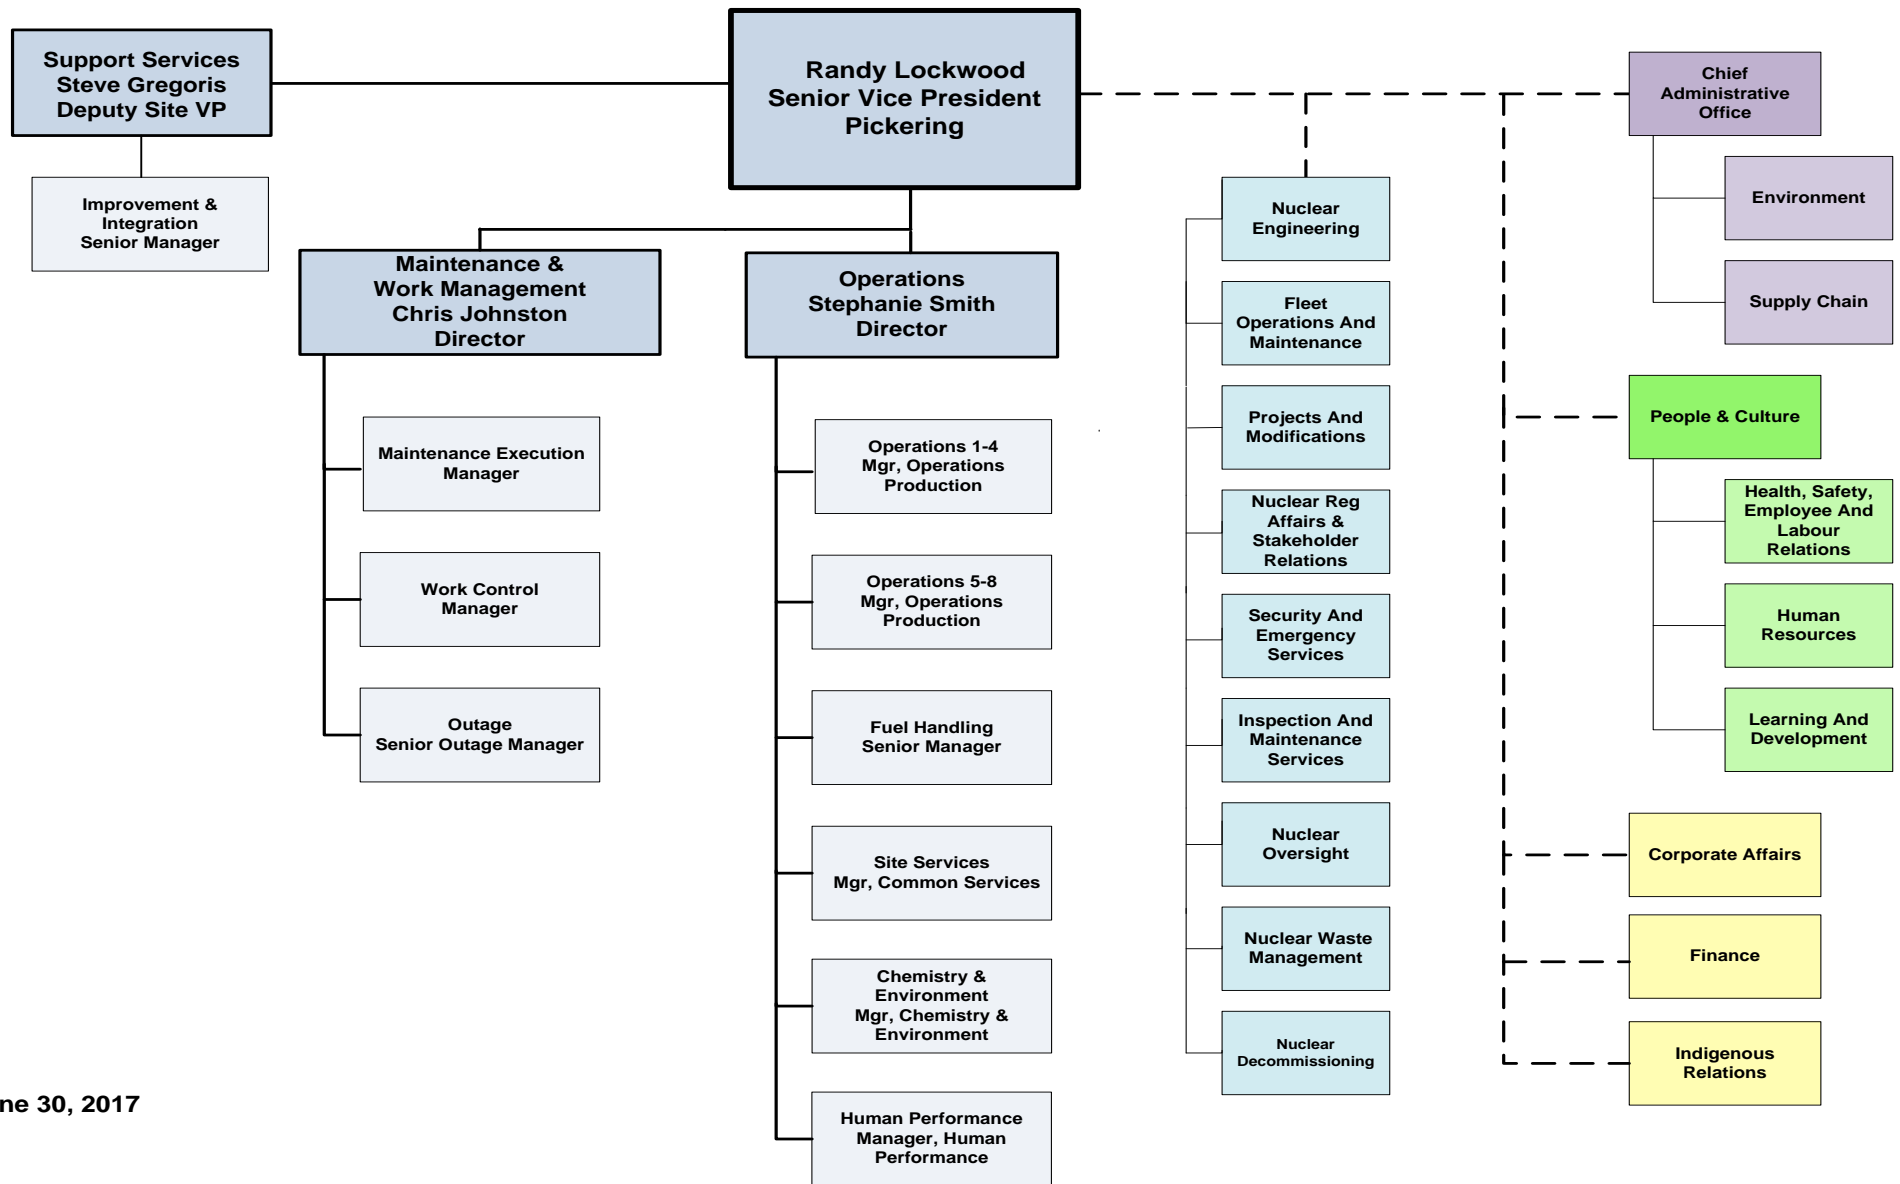 Support Services
Steve Gregoris
Deputy Site VP
Improvement &
Integration
Senior Manager
Randy Lockwood
Senior Vice President
Pickering
Maintenance &
Work Management
Chris Johnston
Director
Maintenance Execution
Manager
Work Control
Manager
Outage
Senior Outage Manager
Operations
Stephanie Smith
Director
Operations 1-4
Mgr, Operations
Production
Operations 5-8
Mgr, Operations
Production
Fuel Handling
Senior Manager
Site Services
Mgr, Common Services
Chemistry &
Environment
Mgr, Chemistry &
Environment
Human Performance
Manager, Human
Performance
Nuclear
Engineering
Fleet
Operations And
Maintenance
Projects And
Modifications
Nuclear Reg
Affairs &
Stakeholder
Relations
Security And
Emergency
Services
Inspection And
Maintenance
Services
Nuclear
Oversight
Nuclear Waste
Management
Nuclear
Decommissioning
Chief
Administrative
Office
Environment
Supply Chain
People & Culture
Health, Safety,
Employee And
Labour
Relations
Human
Resources
Learning And
Development
Corporate Affairs
Finance
Indigenous
Relations
ne 30, 2017